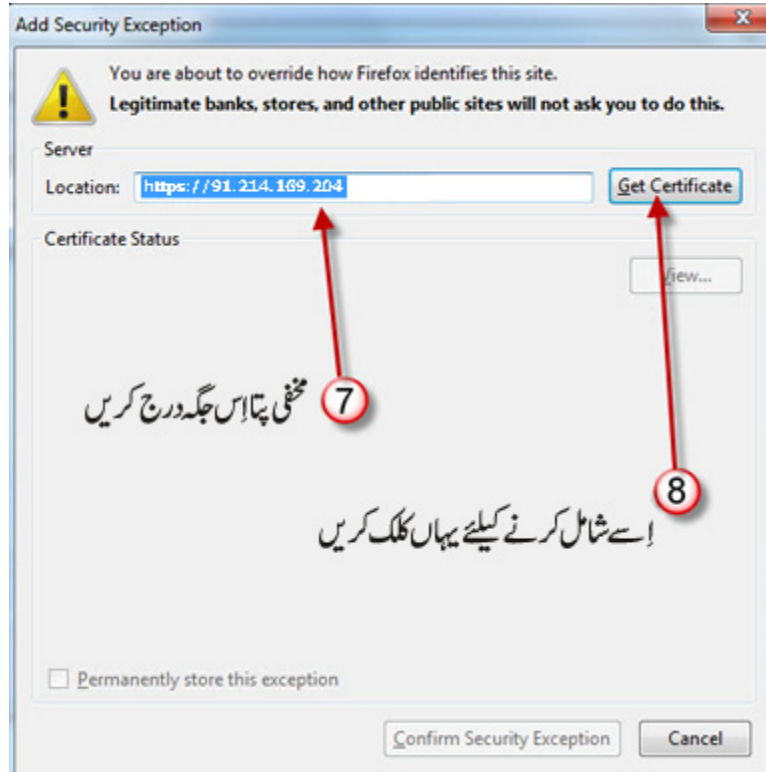 Add Security Exception
You are about to override how Firefox identifies this site.
Legitimate banks, stores, and other public sites will not ask you to do this.
Server
Location: https://91.214.169.204 Get Certificate
Certificate Status
View...
7 مخفی پتا اِس جگہ درج کریں
8
اِسے شامل کرنے کیلئے یہاں کلک کریں
Permanently store this exception
Confirm Security Exception Cancel